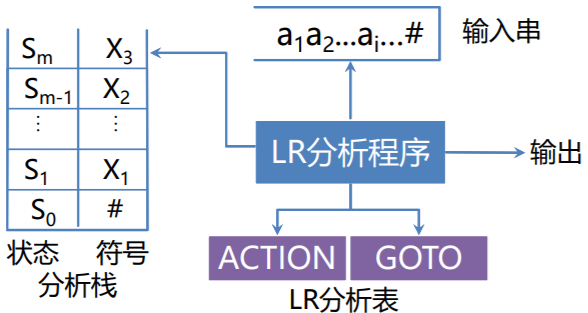 a₁a₂...aᵢ...#
输入串
Sₘ X₃
Sₘ₋₁ X₂
⋮ ⋮
S₁ X₁
S₀ #
状态 符号
分析栈
LR分析程序
输出
ACTION GOTO
LR分析表